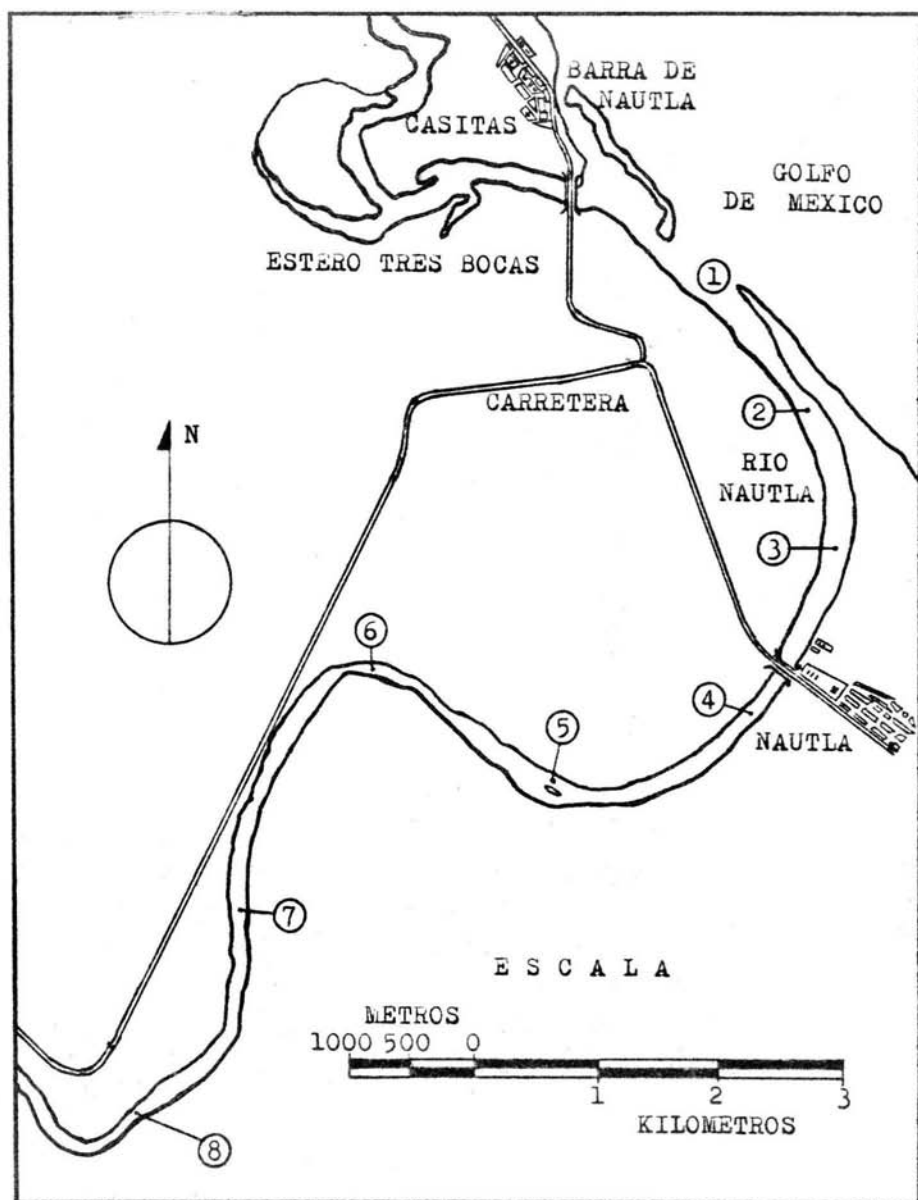 BARRA DE
NAUTLA
CASITAS
GOLFO
DE MEXICO
ESTERO TRES BOCAS
1
CARRETERA
2
N
RIO
NAUTLA
3
6
4
5
NAUTLA
7
ESCALA
METROS
1000 500 0
1 2 3
KILOMETROS
8